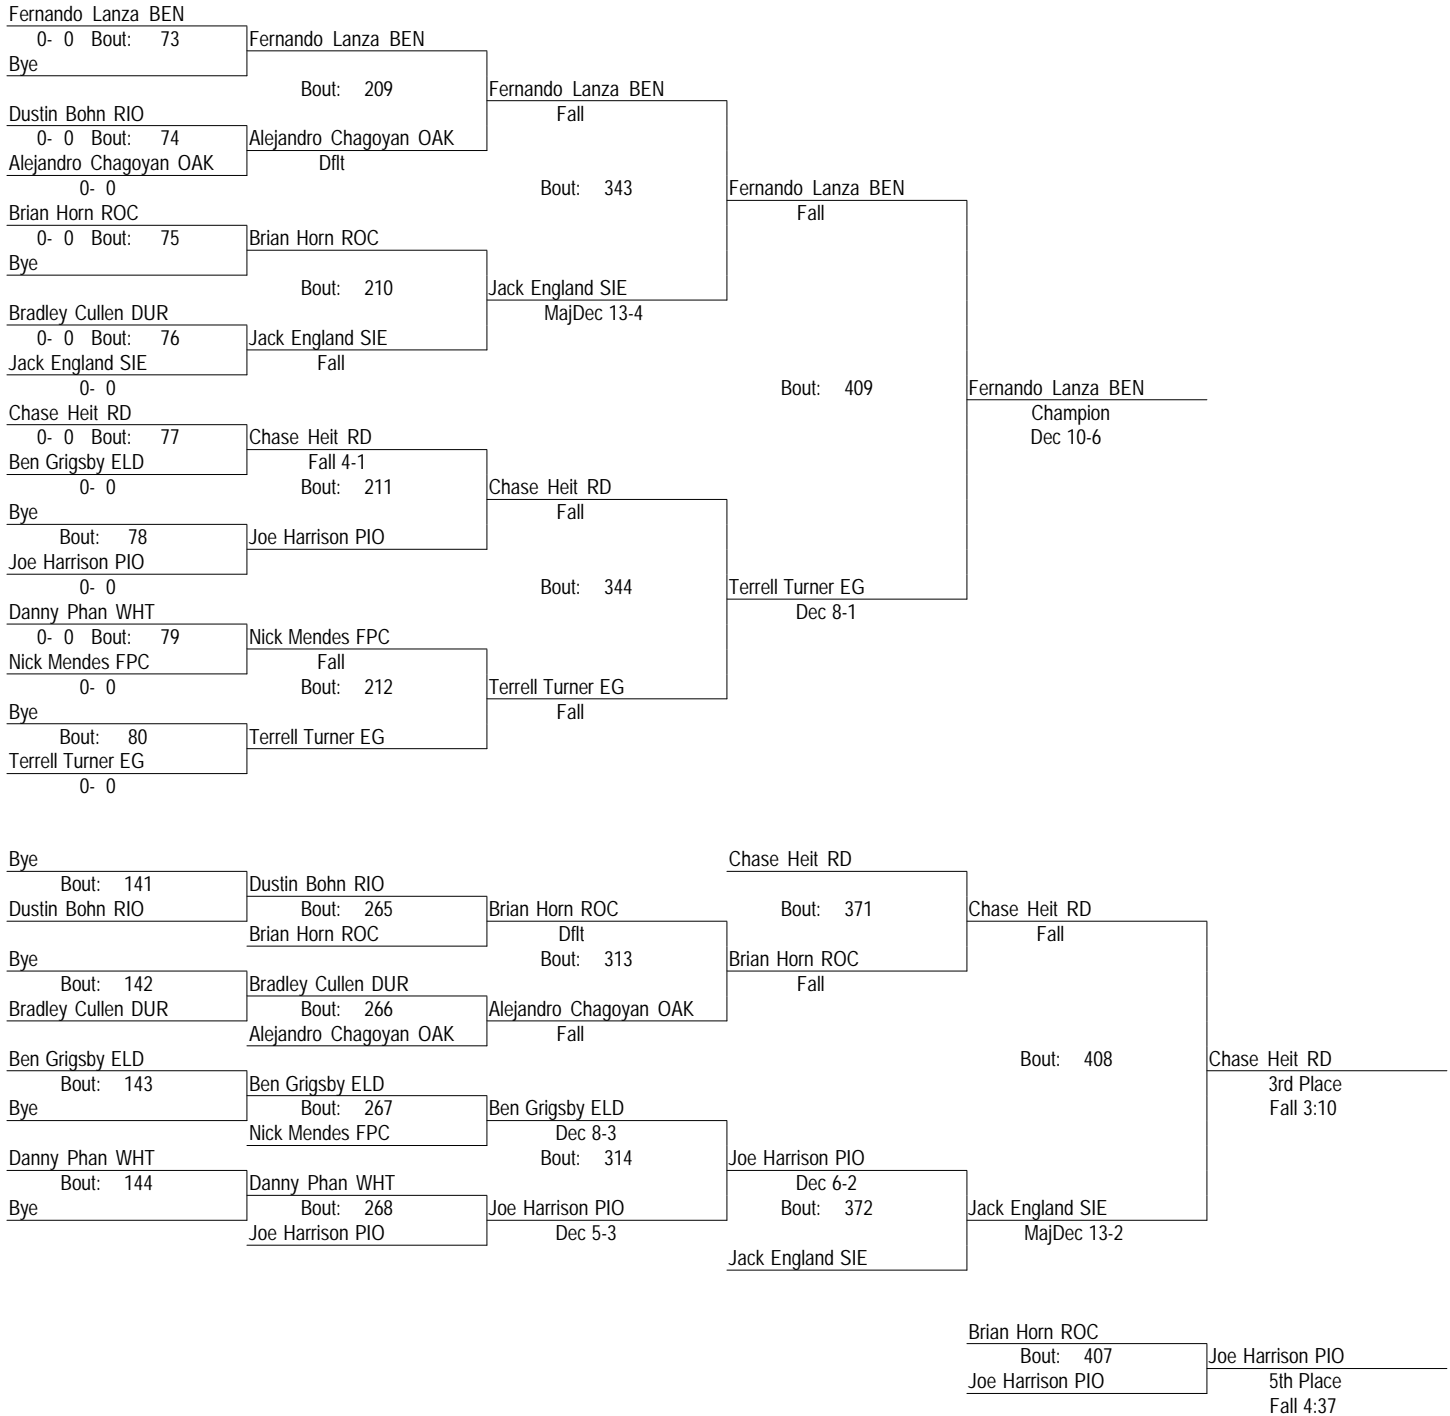 Fernando Lanza BEN
0- 0 Bout: 73 Fernando Lanza BEN
Bye
Bout: 209 Fernando Lanza BEN
Dustin Bohn RIO Fall
0- 0 Bout: 74 Alejandro Chagoyan OAK
Alejandro Chagoyan OAK Dflt
0- 0 Bout: 343 Fernando Lanza BEN
Brian Horn ROC Fall
0- 0 Bout: 75 Brian Horn ROC
Bye
Bout: 210 Jack England SIE
Bradley Cullen DUR MajDec 13-4
0- 0 Bout: 76 Jack England SIE
Jack England SIE Fall
0- 0 Bout: 409 Fernando Lanza BEN
Chase Heit RD Champion
0- 0 Bout: 77 Chase Heit RD Dec 10-6
Ben Grigsby ELD Fall 4-1
0- 0 Bout: 211 Chase Heit RD
Bye Fall
Bout: 78 Joe Harrison PIO
Joe Harrison PIO
0- 0 Bout: 344 Terrell Turner EG
Danny Phan WHT Dec 8-1
0- 0 Bout: 79 Nick Mendes FPC
Nick Mendes FPC Fall
0- 0 Bout: 212 Terrell Turner EG
Bye Fall
Bout: 80 Terrell Turner EG
Terrell Turner EG
0- 0
Bye Chase Heit RD
Bout: 141 Dustin Bohn RIO
Dustin Bohn RIO Bout: 265 Brian Horn ROC Bout: 371 Chase Heit RD
Brian Horn ROC Dflt Fall
Bye Bout: 313 Brian Horn ROC
Bout: 142 Bradley Cullen DUR Fall
Bradley Cullen DUR Bout: 266 Alejandro Chagoyan OAK
Alejandro Chagoyan OAK Fall
Ben Grigsby ELD Bout: 408 Chase Heit RD
Bout: 143 Ben Grigsby ELD 3rd Place
Bye Bout: 267 Ben Grigsby ELD Fall 3:10
Nick Mendes FPC Dec 8-3
Danny Phan WHT Bout: 314 Joe Harrison PIO
Bout: 144 Danny Phan WHT Dec 6-2
Bye Bout: 268 Joe Harrison PIO Bout: 372 Jack England SIE
Joe Harrison PIO Dec 5-3 MajDec 13-2
Jack England SIE
Brian Horn ROC
Bout: 407 Joe Harrison PIO
Joe Harrison PIO 5th Place
Fall 4:37